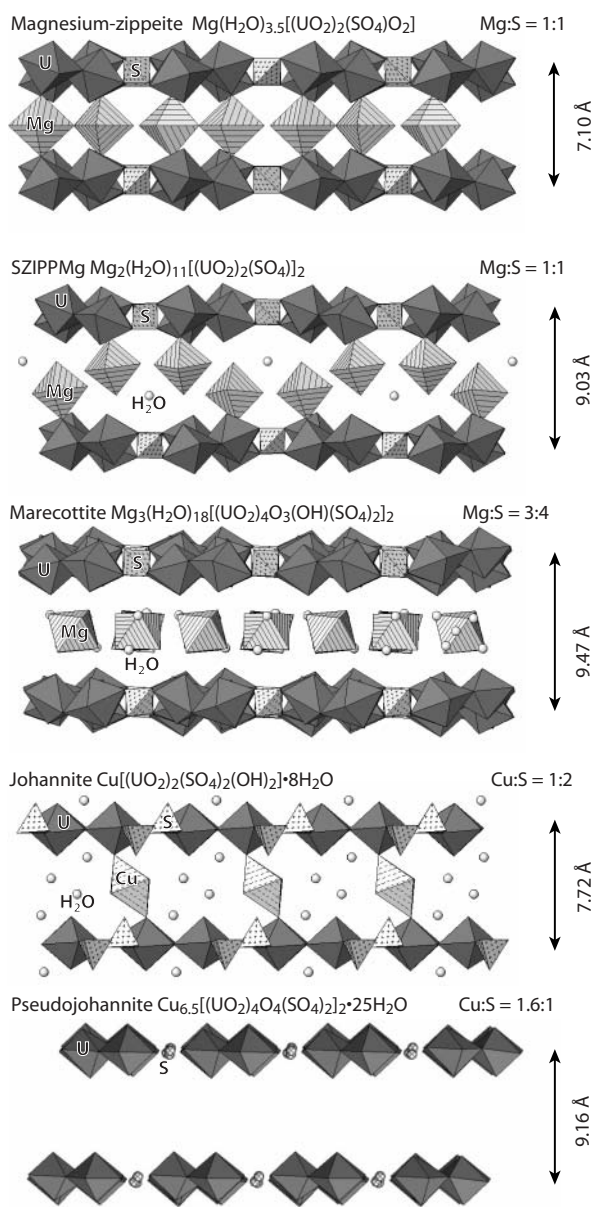 Magnesium-zippeite Mg(H₂O)₃.₅[(UO₂)₂(SO₄)O₂] Mg:S = 1:1
U
S
Mg
7.10 Å
SZIPPMg Mg₂(H₂O)₁₁[(UO₂)₂(SO₄)]₂ Mg:S = 1:1
U
S
Mg
H₂O
9.03 Å
Marecottite Mg₃(H₂O)₁₈[(UO₂)₄O₃(OH)(SO₄)₂]₂ Mg:S = 3:4
U
S
Mg
H₂O
9.47 Å
Johannite Cu[(UO₂)₂(SO₄)₂(OH)₂]•8H₂O Cu:S = 1:2
U
S
Cu
H₂O
7.72 Å
Pseudojohannite Cu₆.₅[(UO₂)₄O₄(SO₄)₂]₂•25H₂O Cu:S = 1.6:1
U
S
9.16 Å